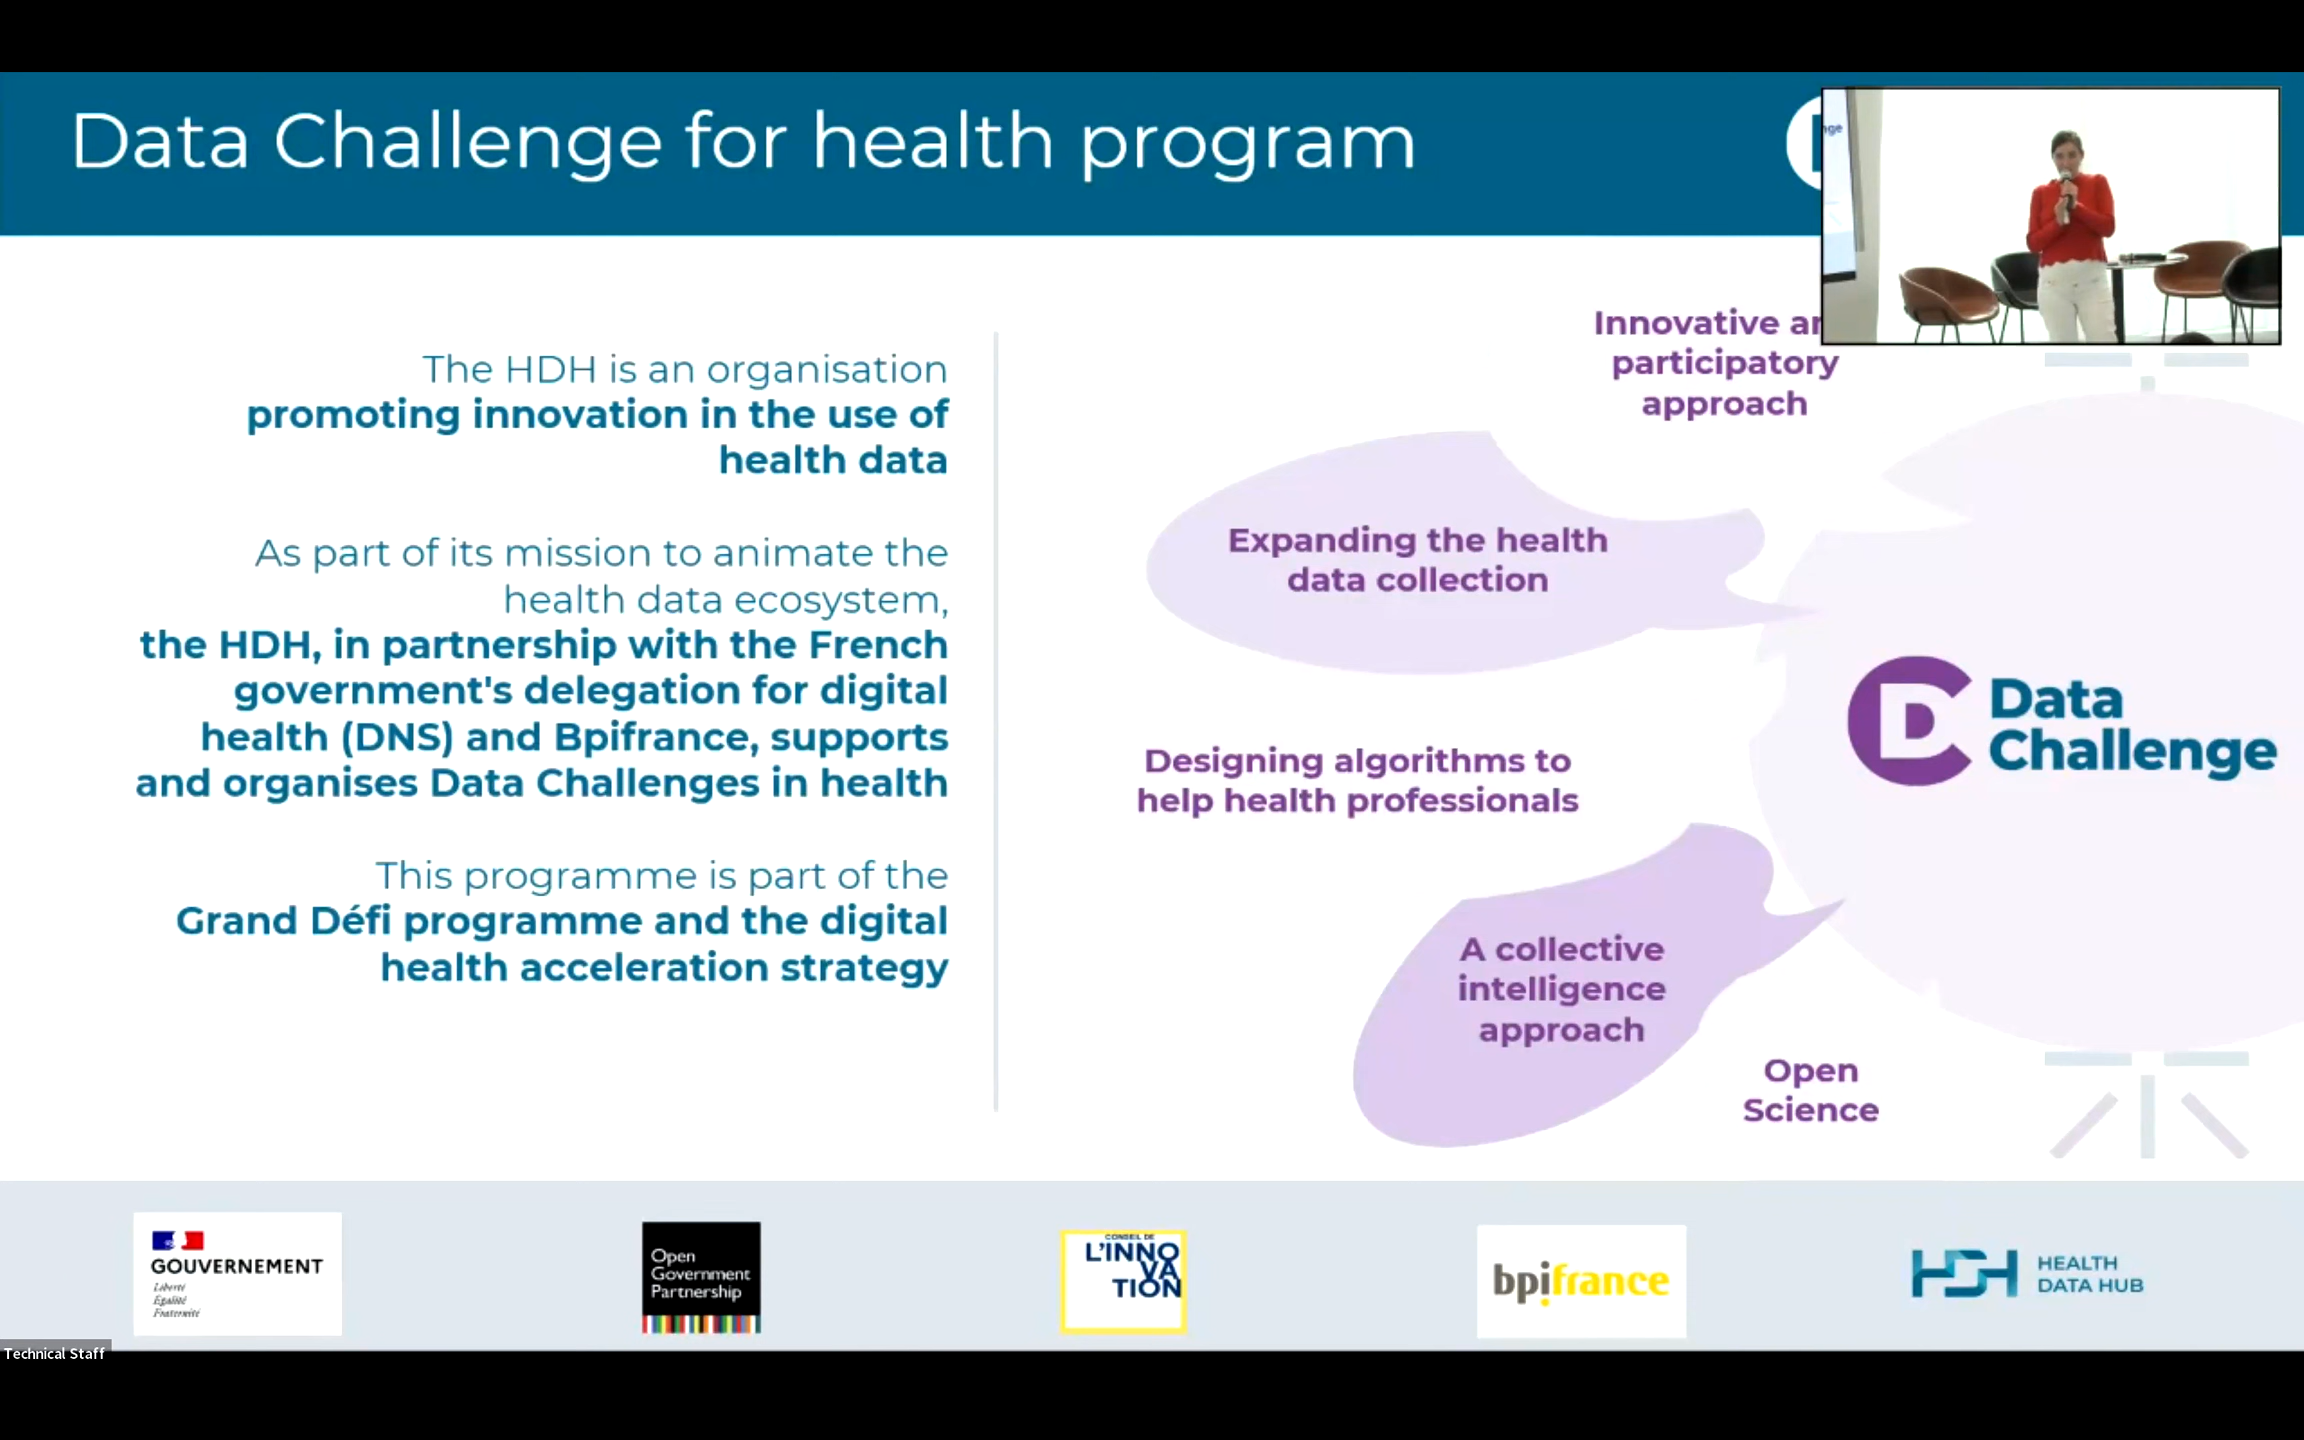 Data Challenge for health program
The HDH is an organisation
promoting innovation in the use of
health data
As part of its mission to animate the
health data ecosystem,
the HDH, in partnership with the French
government's delegation for digital
health (DNS) and Bpifrance, supports
and organises Data Challenges in health
This programme is part of the
Grand Défi programme and the digital
health acceleration strategy
Innovative
participatory
approach
Expanding the health
data collection
Designing algorithms to
help health professionals
A collective
intelligence
approach
Open
Science
Data
Challenge
GOUVERNEMENT
Liberté
Égalité
Fraternité
Open
Government
Partnership
CONSEIL DE
L'INNO
VA
TION
bpifrance
HDH HEALTH
DATA HUB
Technical Staff